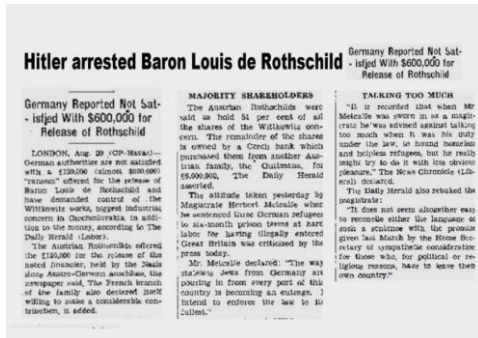 Hitler arrested Baron Louis de Rothschild
Germany Reported Not Sat-
- isfjed With $600,000 for
Release of Rothschild
Germany Reported Not Sat-
- isfjed With $600,000 for
Release of Rothschild
LONDON, Aug. 20 (CP-Havas)—
German authorities are not satisfied
with a £120,000 (almost $600,000)
"ransom" offered for the release of
Baron Louis de Rothschild and
have demanded control of the
Wittkowitz works, biggest industrial
concern in Czechoslovakia, in addi-
tion to the money, according to The
Daily Herald (Labor).
The Austrian Rothschilds offered
the £120,000 for the release of the
noted financier, held by the Nazis
since Austro-German anschluss, the
newspaper said. The French branch
of the family also declared itself
willing to make a considerable con-
tribution, it added.
MAJORITY SHAREHOLDERS
The Austrian Rothschilds were
said to hold 51 per cent of all
the shares of the Wittkowitz con-
cern. The remainder of the shares
is owned by a Czech bank which
purchased them from another Aus-
trian family, the Guttmans, for
£6,000,000, The Daily Herald
asserted.
The attitude taken yesterday by
Magistrate Herbert Metcalfe when
he sentenced three German refugees
to six-month prison terms at hard
labor for having illegally entered
Great Britain was criticised by the
press today.
Mr. Metcalfe declared: "The way
stateless Jews from Germany are
pouring in from every port of this
country is becoming an outrage. I
intend to enforce the law to its
fullest."
TALKING TOO MUCH
"It is recorded that when Mr
Metcalfe was sworn in as a magis-
trate he was advised against talking
too much when it was his duty
under the law, to hound homeless
and helpless refugees, but he really
might try to do it with less obvious
pleasure," The News Chronicle (Lib-
eral) declared.
The Daily Herald also rebuked the
magistrate:
"It does not seem altogether easy
to reconcile either the language or
such a sentence with the promise
given last March by the Home Sec-
retary of sympathetic consideration
for those who, for political or re-
ligious reasons, have to leave their
own country."